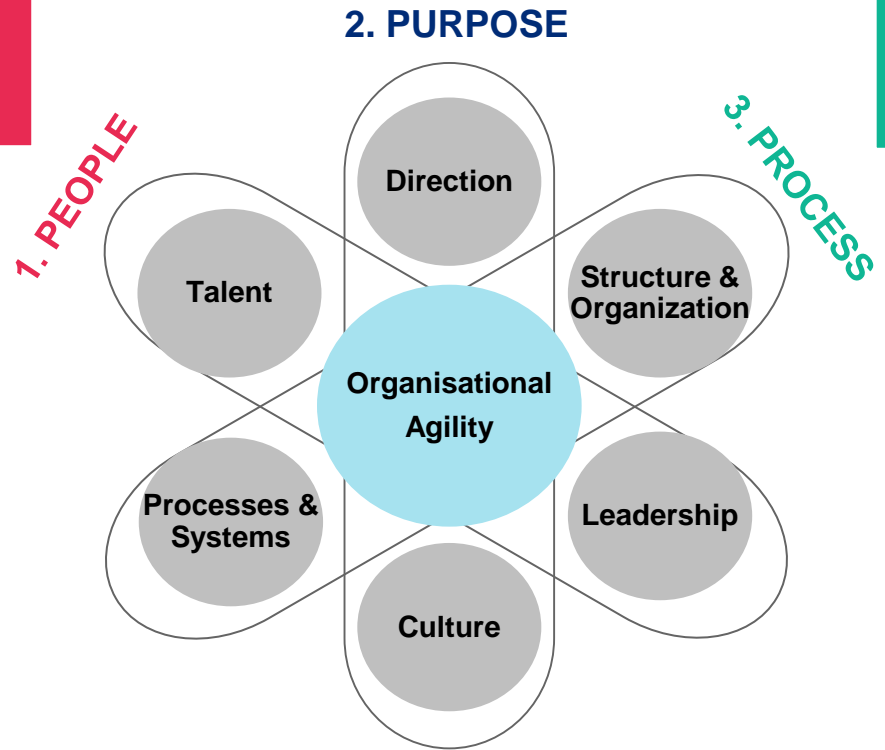 2. PURPOSE
1. PEOPLE
3. PROCESS
Direction
Talent
Structure &
Organization
Organisational
Agility
Processes &
Systems
Leadership
Culture